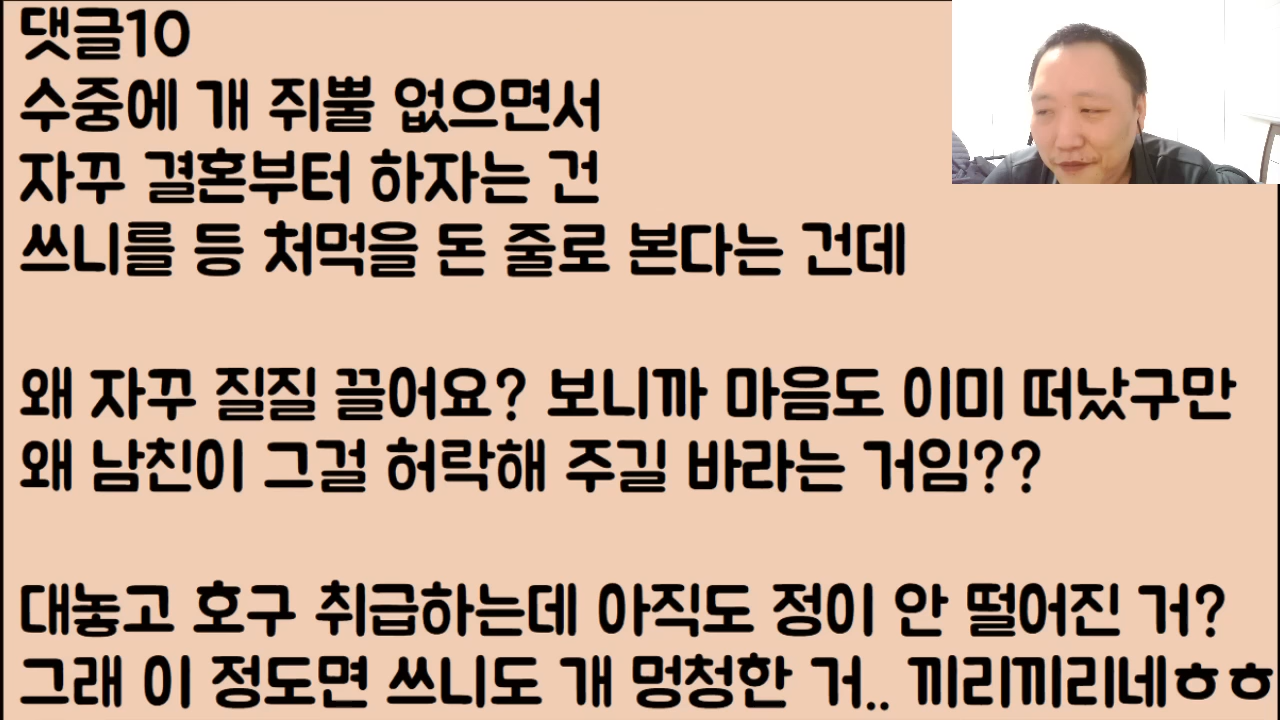 댓글10
수중에 개 쥐뿔 없으면서
자꾸 결혼부터 하자는 건
쓰니를 등 처먹을 돈 줄로 본다는 건데
왜 자꾸 질질 끌어요? 보니까 마음도 이미 떠났구만
왜 남친이 그걸 허락해 주길 바라는 거임??
대놓고 호구 취급하는데 아직도 정이 안 떨어진 거?
그래 이 정도면 쓰니도 개 멍청한 거.. 끼리끼리네ㅎㅎ